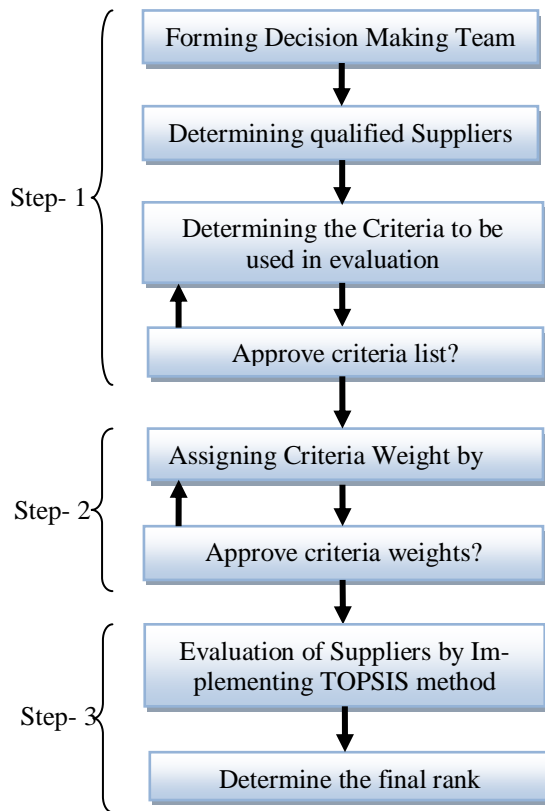 Forming Decision Making Team
Determining qualified Suppliers
Step- 1
Determining the Criteria to be
used in evaluation
Approve criteria list?
Assigning Criteria Weight by
Step- 2
Approve criteria weights?
Evaluation of Suppliers by Im-
plementing TOPSIS method
Step- 3
Determine the final rank